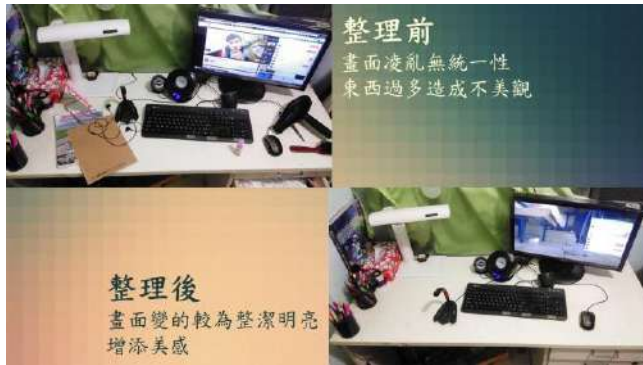 整理前
畫面凌亂無統一性
東西過多造成不美觀
整理後
畫面變的較為整潔明亮
增添美感